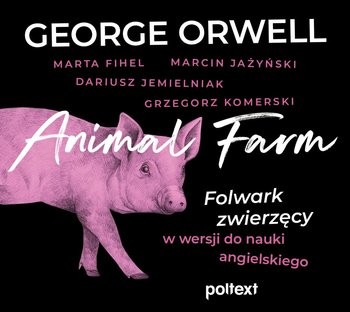 GEORGE ORWELL
MARTA FIHEL MARCIN JAŻYŃSKI
DARIUSZ JEMIELNIAK
GRZEGORZ KOMERSKI
Animal Farm
Folwark
zwierzęcy
w wersji do nauki
angielskiego
poltext